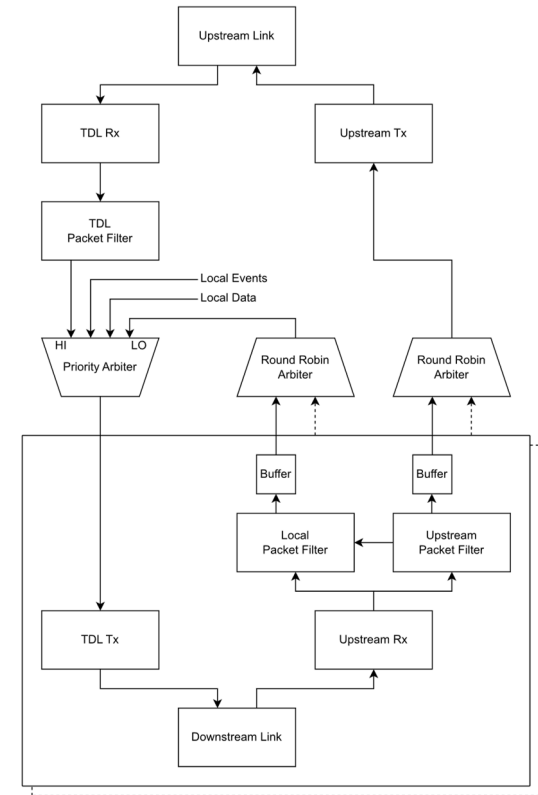 Upstream Link
TDL Rx
Upstream Tx
TDL
Packet Filter
Local Events
Local Data
HI
LO
Priority Arbiter
Round Robin
Arbiter
Round Robin
Arbiter
Buffer
Buffer
Local
Packet Filter
Upstream
Packet Filter
TDL Tx
Upstream Rx
Downstream Link